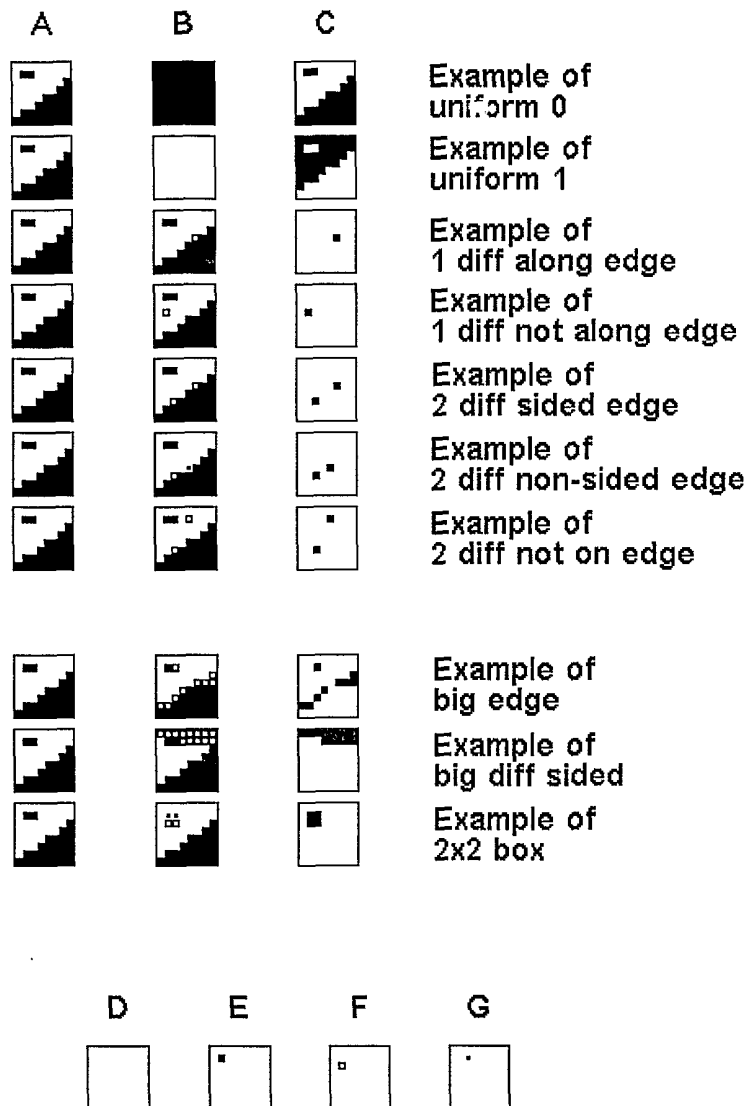 A B C
Example of
uniform 0
Example of
uniform 1
Example of
1 diff along edge
Example of
1 diff not along edge
Example of
2 diff sided edge
Example of
2 diff non-sided edge
Example of
2 diff not on edge
Example of
big edge
Example of
big diff sided
Example of
2x2 box
D E F G